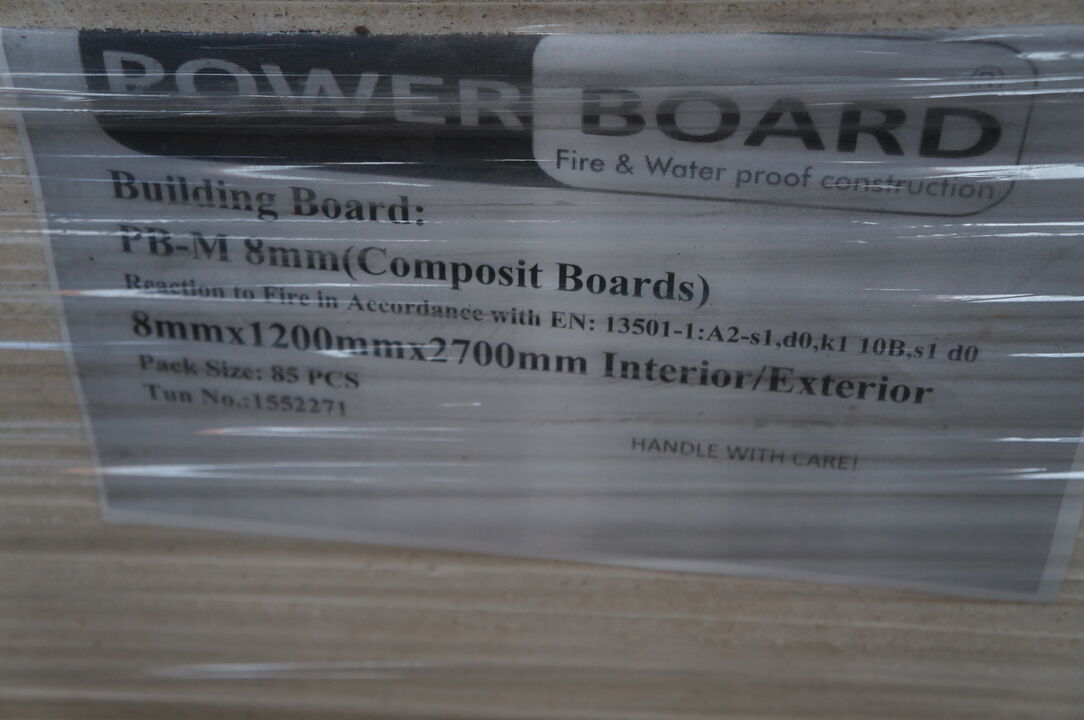 POWER BOARD ®
Fire & Water proof construction
Building Board:
PB-M 8mm(Composit Boards)
Reaction to Fire in Accordance with EN: 13501-1:A2-s1,d0,k1 10B,s1 d0
8mmx1200mmx2700mm Interior/Exterior
Pack Size: 85 PCS
Tun No.:1552271
HANDLE WITH CARE!